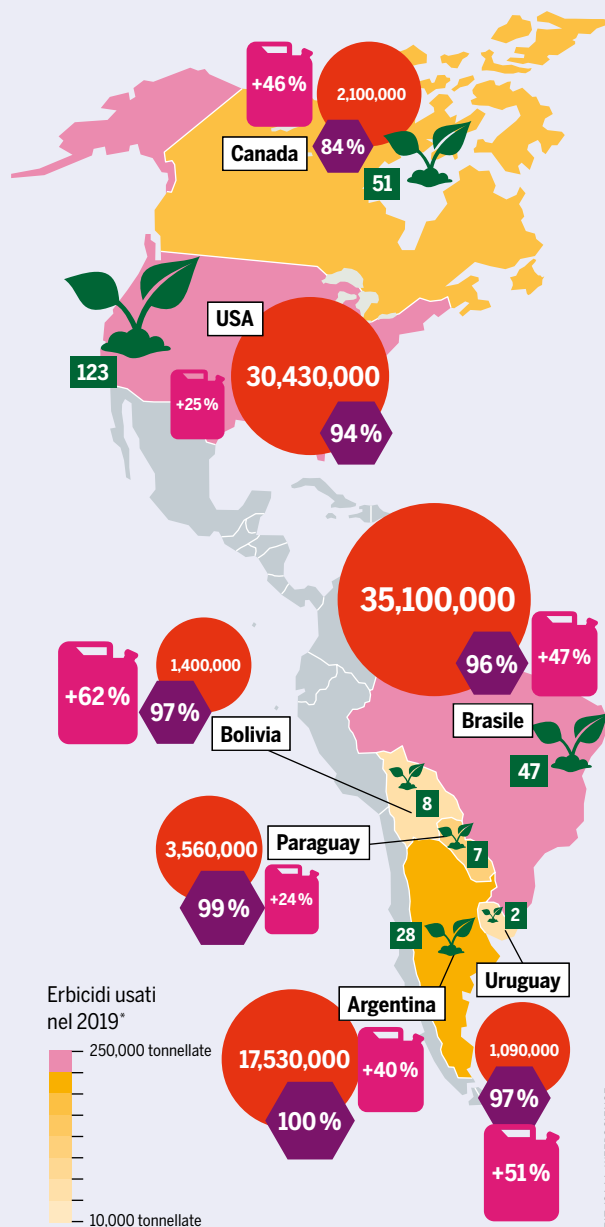 +46 %
2,100,000
Canada
84 %
51
USA
123
30,430,000
+25 %
94 %
35,100,000
1,400,000
+62 %
97 %
96 %
+47 %
Bolivia
Brasile
47
8
3,560,000
Paraguay
7
99 %
+24 %
2
28
Uruguay
Erbicidi usati
nel 2019*
Argentina
250,000 tonnellate
17,530,000
+40 %
1,090,000
100 %
97 %
+51 %
10,000 tonnellate